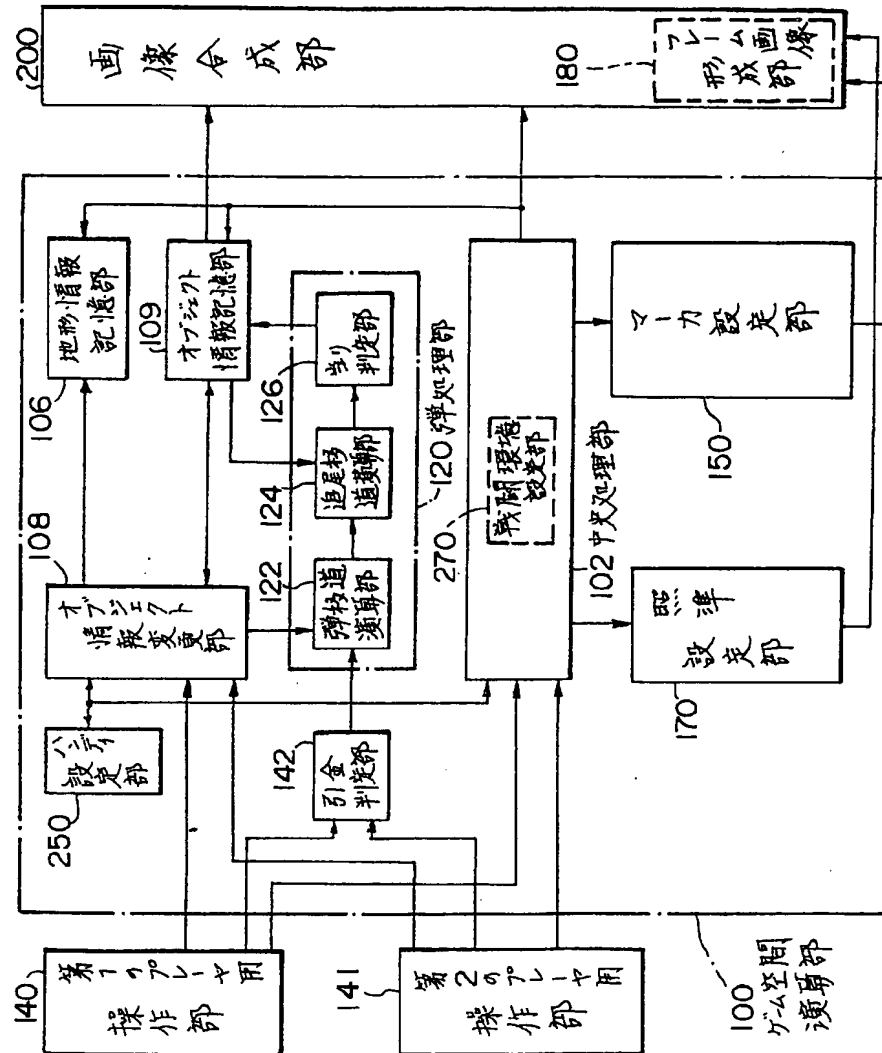 200
画像合成部
180
フレーム画像
形成部
106
地形情報
記憶部
109
オブジェクト
情報記憶部
108
オブジェクト
情報変更部
126
当り
判定部
124
追尾移
道演算部
122
弾移道
演算部
120 弾処理部
250
ハンディ
設定部
142
引金
判定部
270
戦闘環境
設定部
102 中央処理部
150
マーカ
設定部
170
照準
設定部
140
第1のプレーヤ用
操作部
141
第2のプレーヤ用
操作部
100
ゲーム空間
演算部